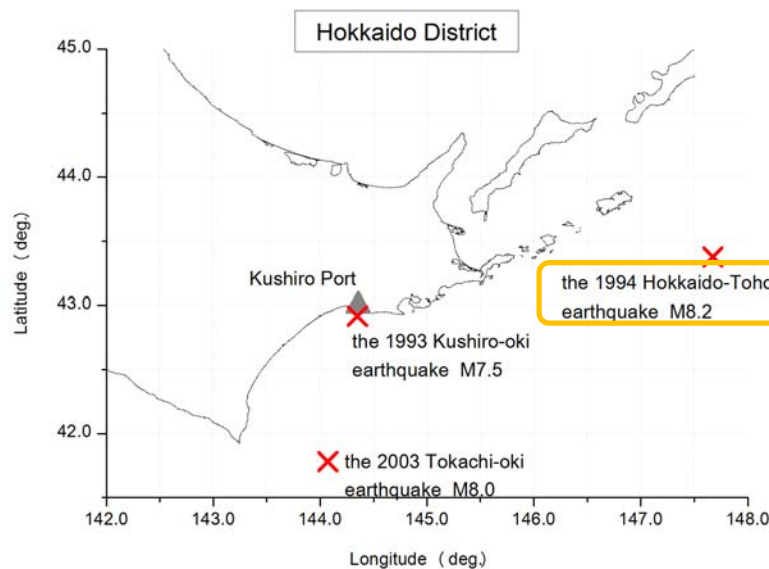 Hokkaido District
45.0
44.0
43.0
42.0
Latitude ( deg.)
Kushiro Port
the 1994 Hokkaido-Toho
earthquake M8.2
the 1993 Kushiro-oki
earthquake M7.5
the 2003 Tokachi-oki
earthquake M8.0
142.0 143.0 144.0 145.0 146.0 147.0 148.0
Longitude ( deg.)